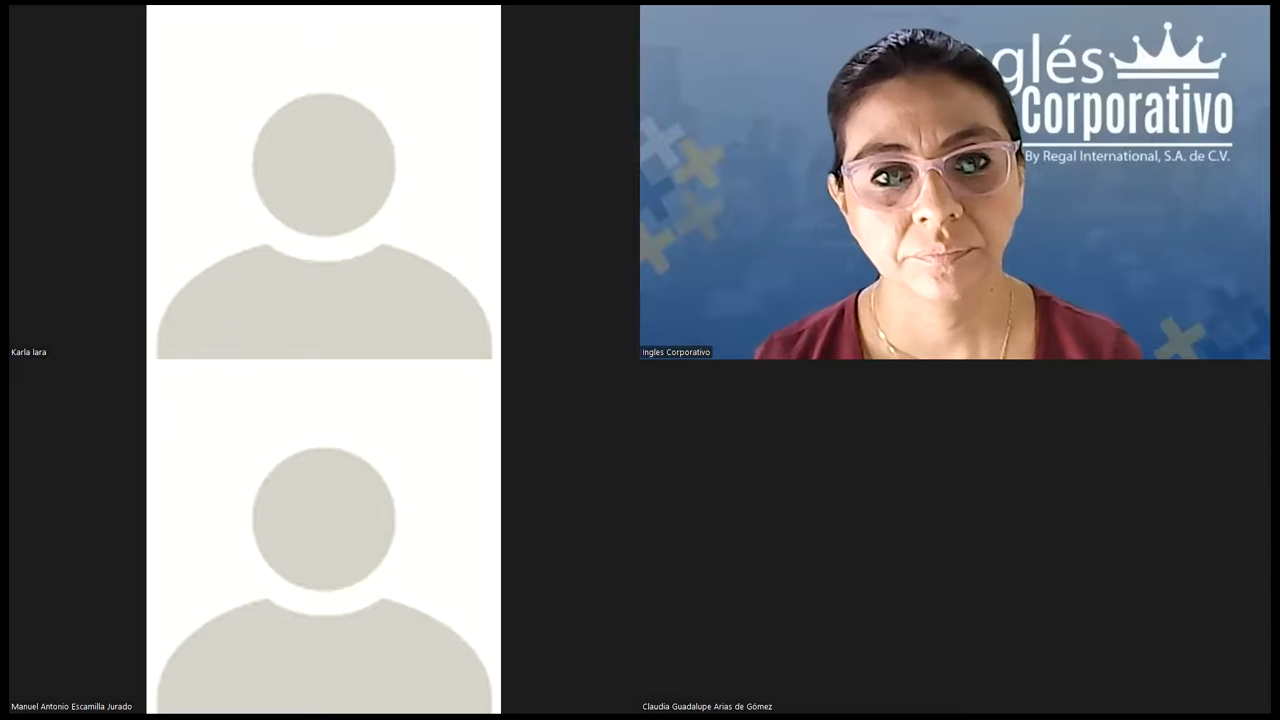 glés
Corporativo
By Regal International, S.A. de C.V.
Karla lara
Ingles Corporativo
Manuel Antonio Escamilla Jurado
Claudia Guadalupe Arias de Gómez